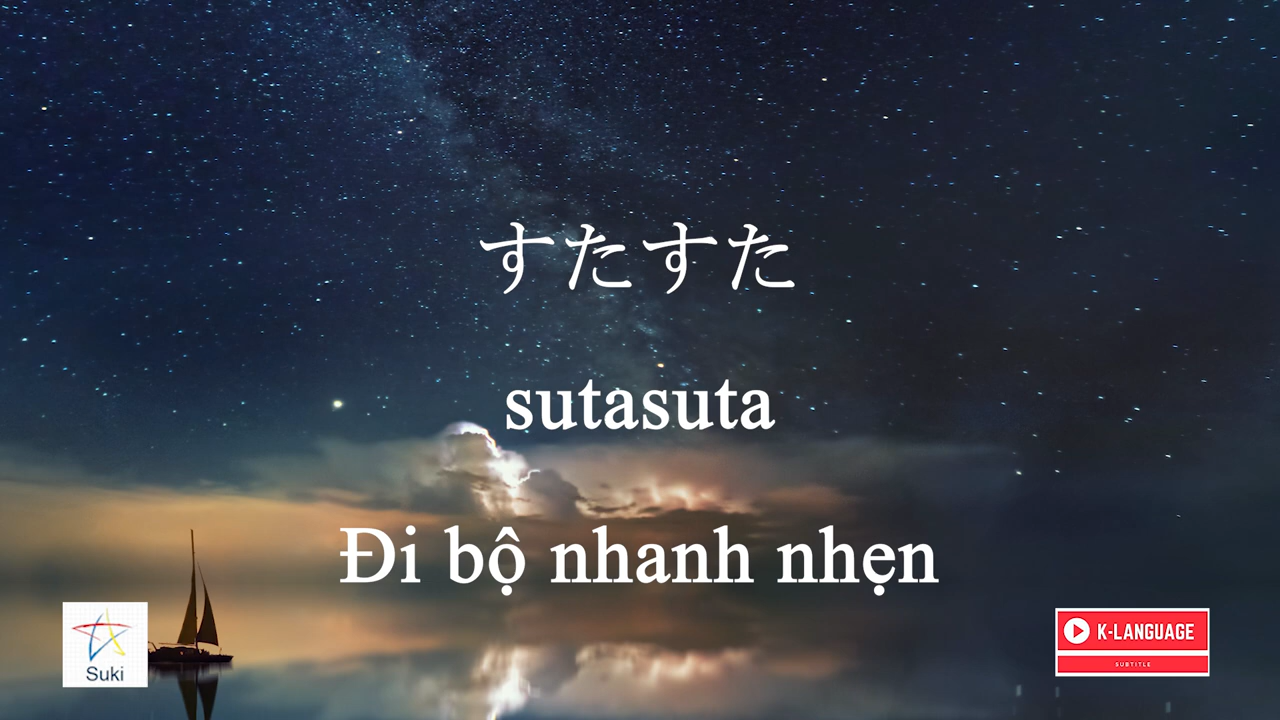 すたすた
sutasuta
Đi bộ nhanh nhẹn
Suki
K-LANGUAGE
SUBTITLE